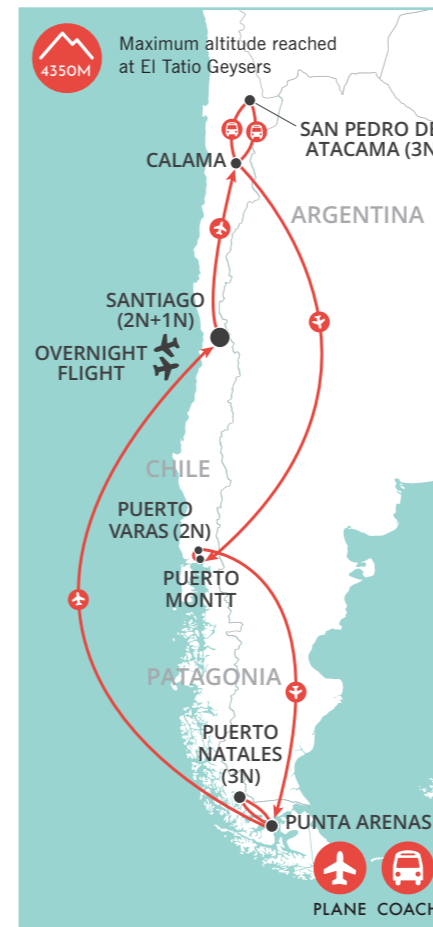 4350M
Maximum altitude reached
at El Tatio Geysers
SAN PEDRO DE
ATACAMA (3N
CALAMA
ARGENTINA
SANTIAGO
(2N+1N)
OVERNIGHT
FLIGHT
CHILE
PUERTO
VARAS (2N)
PUERTO
MONTT
PATAGONIA
PUERTO
NATALES
(3N)
PUNTA ARENAS
PLANE
COACH